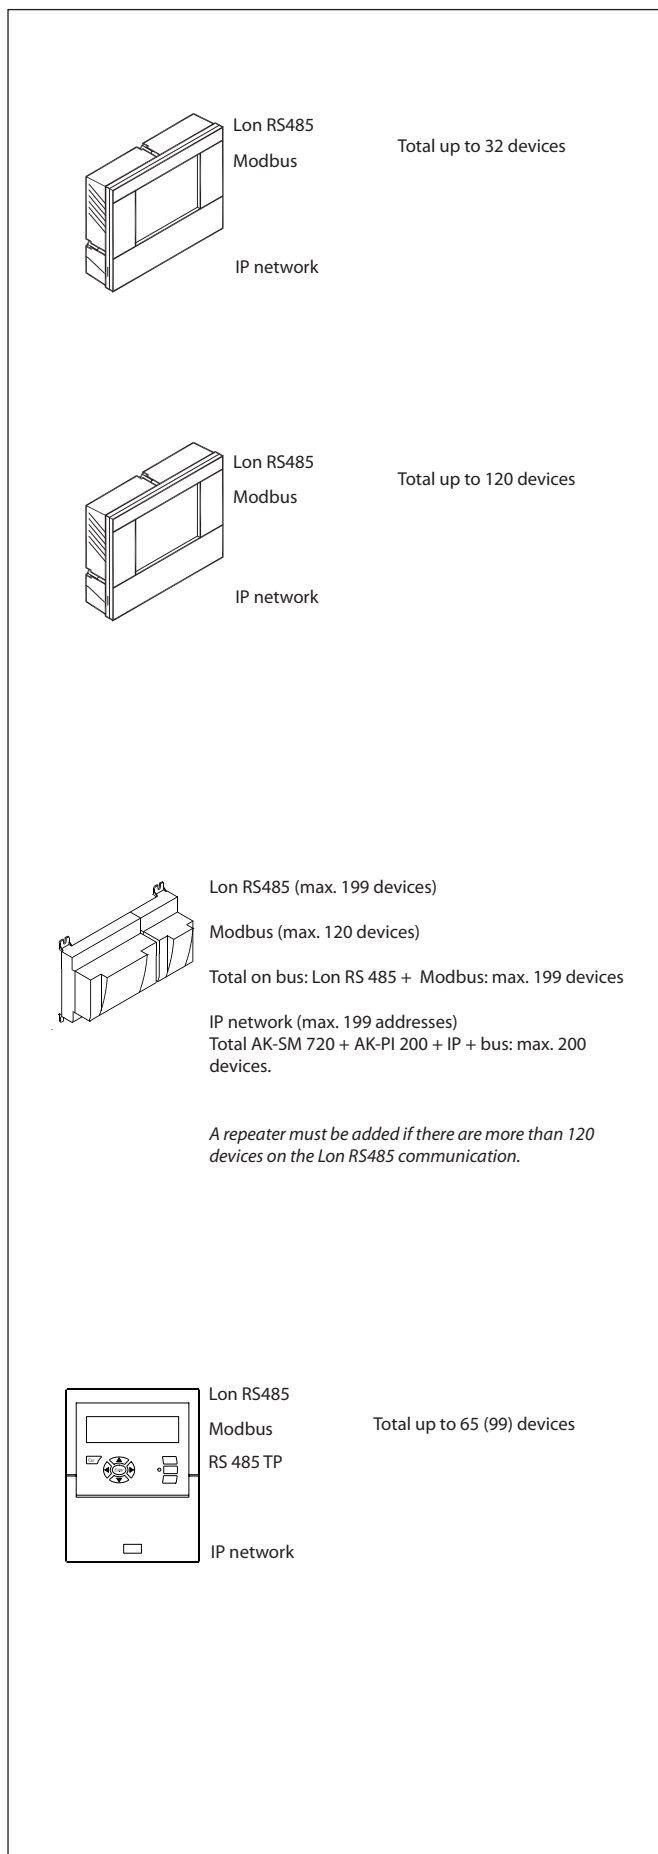 Lon RS485
Modbus
Total up to 32 devices
IP network
Lon RS485
Modbus
Total up to 120 devices
IP network
Lon RS485 (max. 199 devices)
Modbus (max. 120 devices)
Total on bus: Lon RS 485 + Modbus: max. 199 devices
IP network (max. 199 addresses)
Total AK-SM 720 + AK-PI 200 + IP + bus: max. 200
devices.
A repeater must be added if there are more than 120
devices on the Lon RS485 communication.
Lon RS485
Modbus
Total up to 65 (99) devices
RS 485 TP
IP network